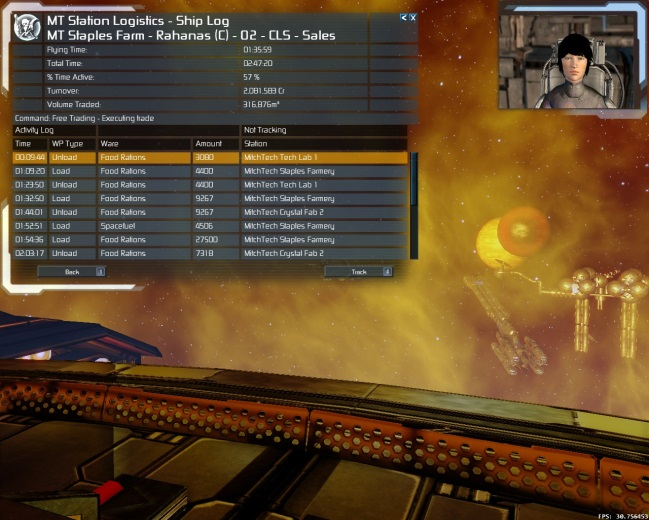 MT Station Logistics - Ship Log
MT Staples Farm - Rahanas (C) - 02 - CLS - Sales
Flying Time: 01:35:59
Total Time: 02:47:20
% Time Active: 57 %
Turnover: 2,081,589 Cr
Volume Traded: 316,876m³
Command: Free Trading - Executing trade
Activity Log Not Tracking
Time WP Type Ware Amount Station
00:09:44 Unload Food Rations 3080 MitchTech Tech Lab 1
01:09:20 Load Food Rations 4400 MitchTech Staples Farmery
01:23:50 Unload Food Rations 4400 MitchTech Tech Lab 1
01:32:50 Load Food Rations 9267 MitchTech Staples Farmery
01:44:01 Unload Food Rations 9267 MitchTech Crystal Fab 2
01:52:51 Load Spacefuel 4506 MitchTech Staples Farmery
01:54:36 Load Food Rations 27500 MitchTech Staples Farmery
02:03:17 Unload Food Rations 7318 MitchTech Crystal Fab 2
Back Track
FPS: 30.756453